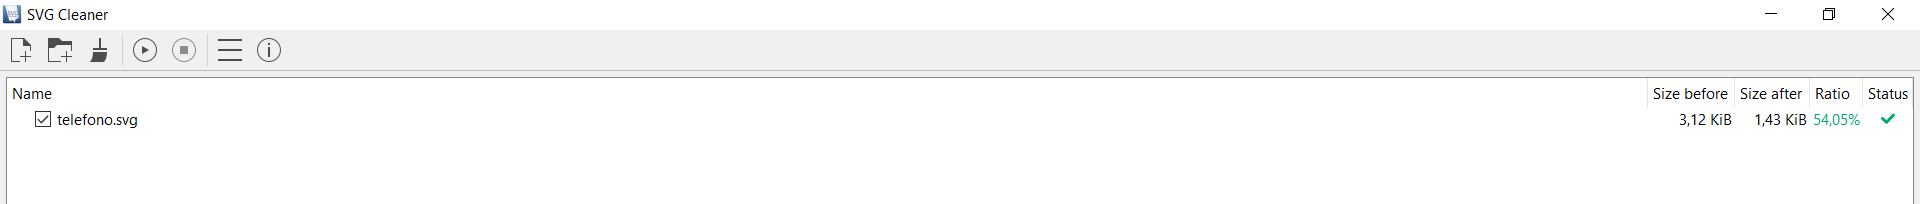 SVG Cleaner
Name Size before Size after Ratio Status
telefono.svg 3,12 KiB 1,43 KiB 54,05%